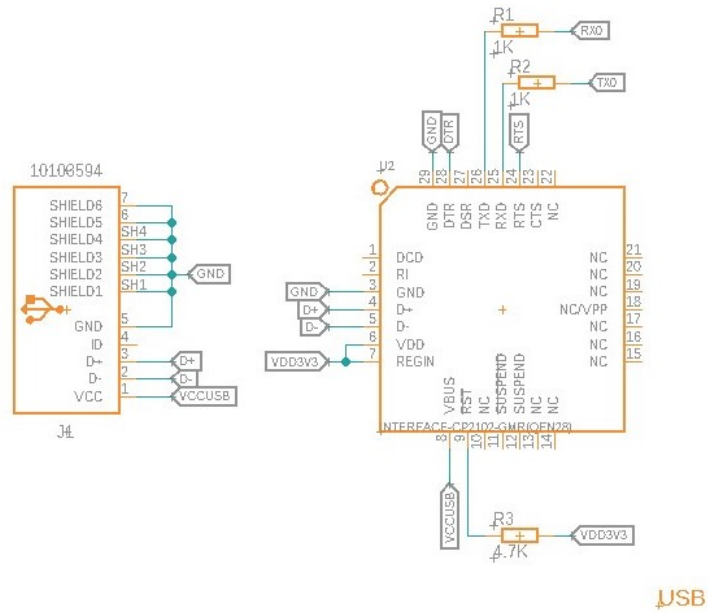 R1
RX0
1K
R2
TX0
1K
GND
DTR
RTS
U2
29
28
27
26
25
24
23
22
GND
DTR
DSR
TXD
RXD
RTS
CTS
NC
10103594
SHIELD6 7
SHIELD5 6
SHIELD4 SH4
SHIELD3 SH3
SHIELD2 SH2
SHIELD1 SH1
GND
GND 5
ID 4
D+ 3 D+
D- 2 D-
VCC 1 VCCUSB
J4
1 DCD
2 RI
GND 3 GND
D+ 4 D+
D- 5 D-
6 VDD
VDD3V3 7 REGIN
NC 21
NC 20
NC 19
NC/VPP 18
NC 17
NC 16
NC 15
VBUS
RST
NC
SUSPEND
SUSPEND
NC
NC
INTERFACE-CP2102-GMR(QFN28)
8
9
10
11
12
13
14
VCCUSB
R3
VDD3V3
4.7K
USB